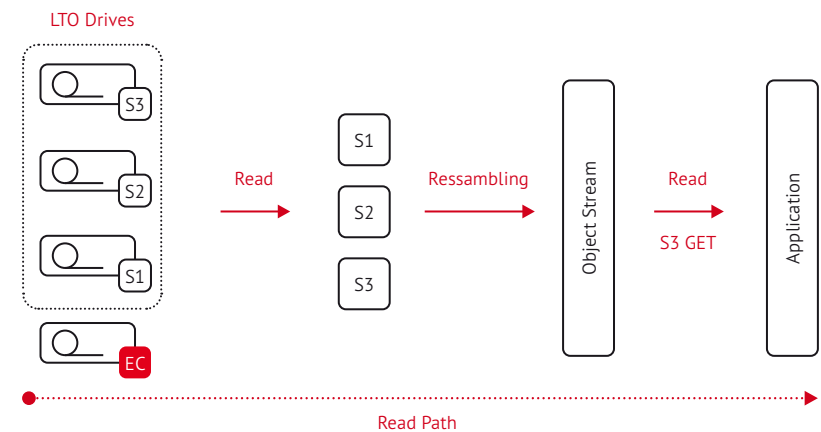 LTO Drives
S3
S2
S1
EC
Read
S1
S2
S3
Ressambling
Object Stream
Read
S3 GET
Application
Read Path